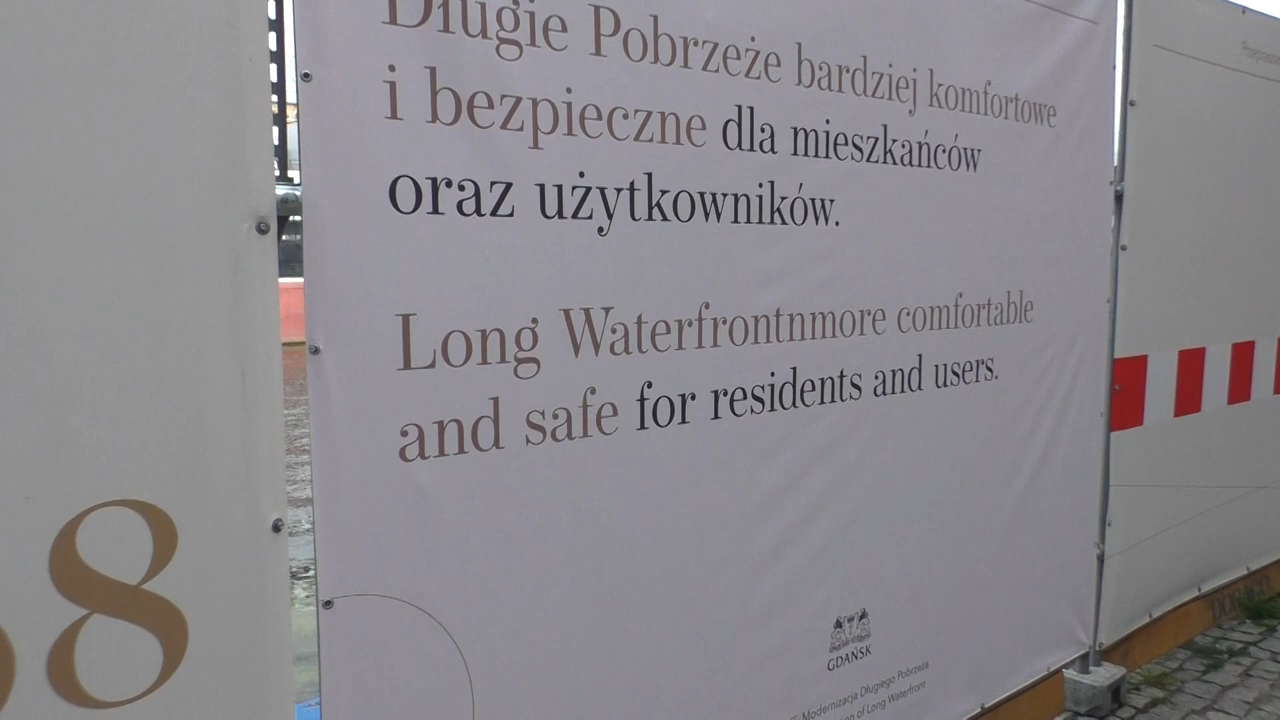 Długie Pobrzeże bardziej komfortowe
i bezpieczne dla mieszkańców
oraz użytkowników.
Long Waterfrontnmore comfortable
and safe for residents and users.
8
GDAŃSK
Modernizacja Długiego Pobrzeża
of Long Waterfront